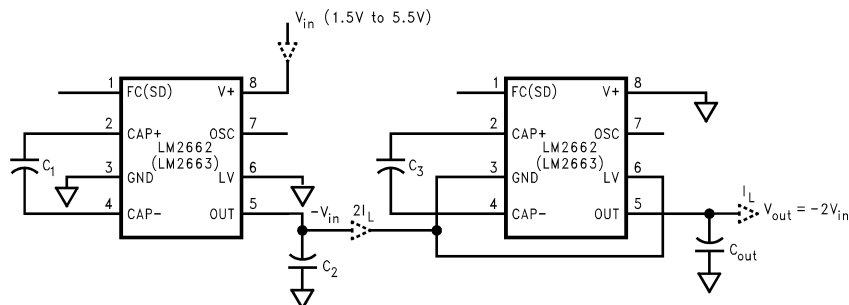 V_in (1.5V to 5.5V)
1 FC(SD) V+ 8
2 CAP+ OSC 7
LM2662
(LM2663)
C_1
3 GND LV 6
4 CAP- OUT 5
-V_in
2I_L
C_2
1 FC(SD) V+ 8
2 CAP+ OSC 7
LM2662
(LM2663)
C_3
3 GND LV 6
4 CAP- OUT 5
I_L
V_out = -2V_in
C_out